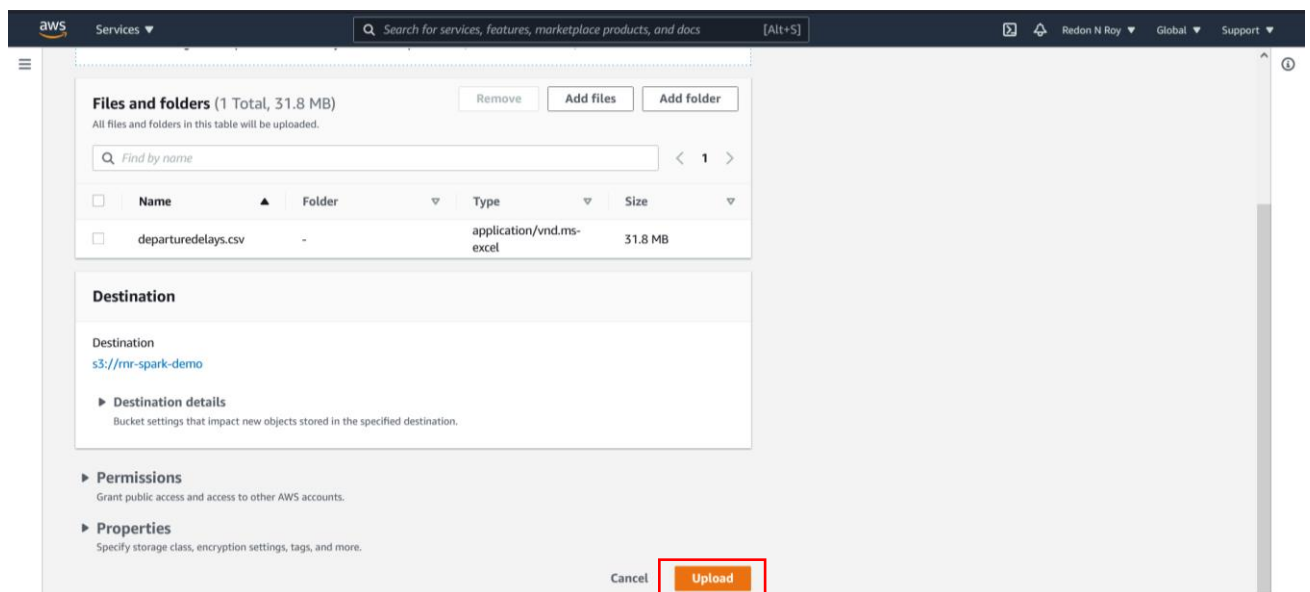 aws Services ▼ Search for services, features, marketplace products, and docs [Alt+S] Redon N Roy ▼ Global ▼ Support ▼
Files and folders (1 Total, 31.8 MB) Remove Add files Add folder
All files and folders in this table will be uploaded.
Find by name < 1 >
Name ▲ Folder Type Size
departuredelays.csv - application/vnd.ms-excel 31.8 MB
Destination
Destination
s3://rnr-spark-demo
▶ Destination details
Bucket settings that impact new objects stored in the specified destination.
▶ Permissions
Grant public access and access to other AWS accounts.
▶ Properties
Specify storage class, encryption settings, tags, and more.
Cancel Upload